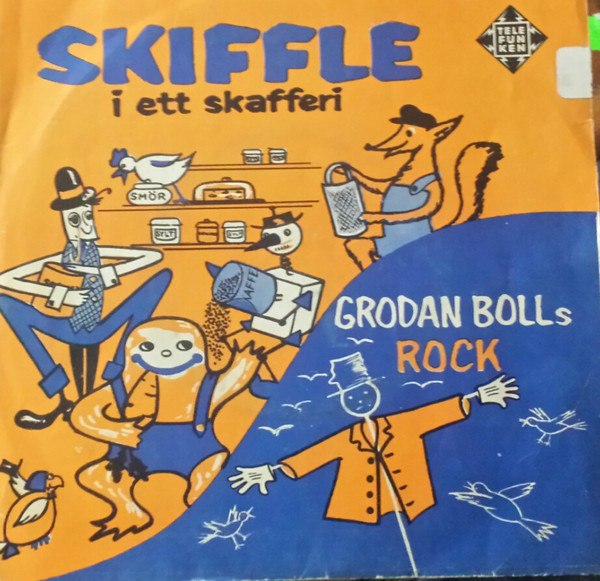 SKIFFLE
i ett skafferi
TELE
FUN
KEN
SMÖR
SYLT
KAFFE
GRODAN BOLLs
ROCK